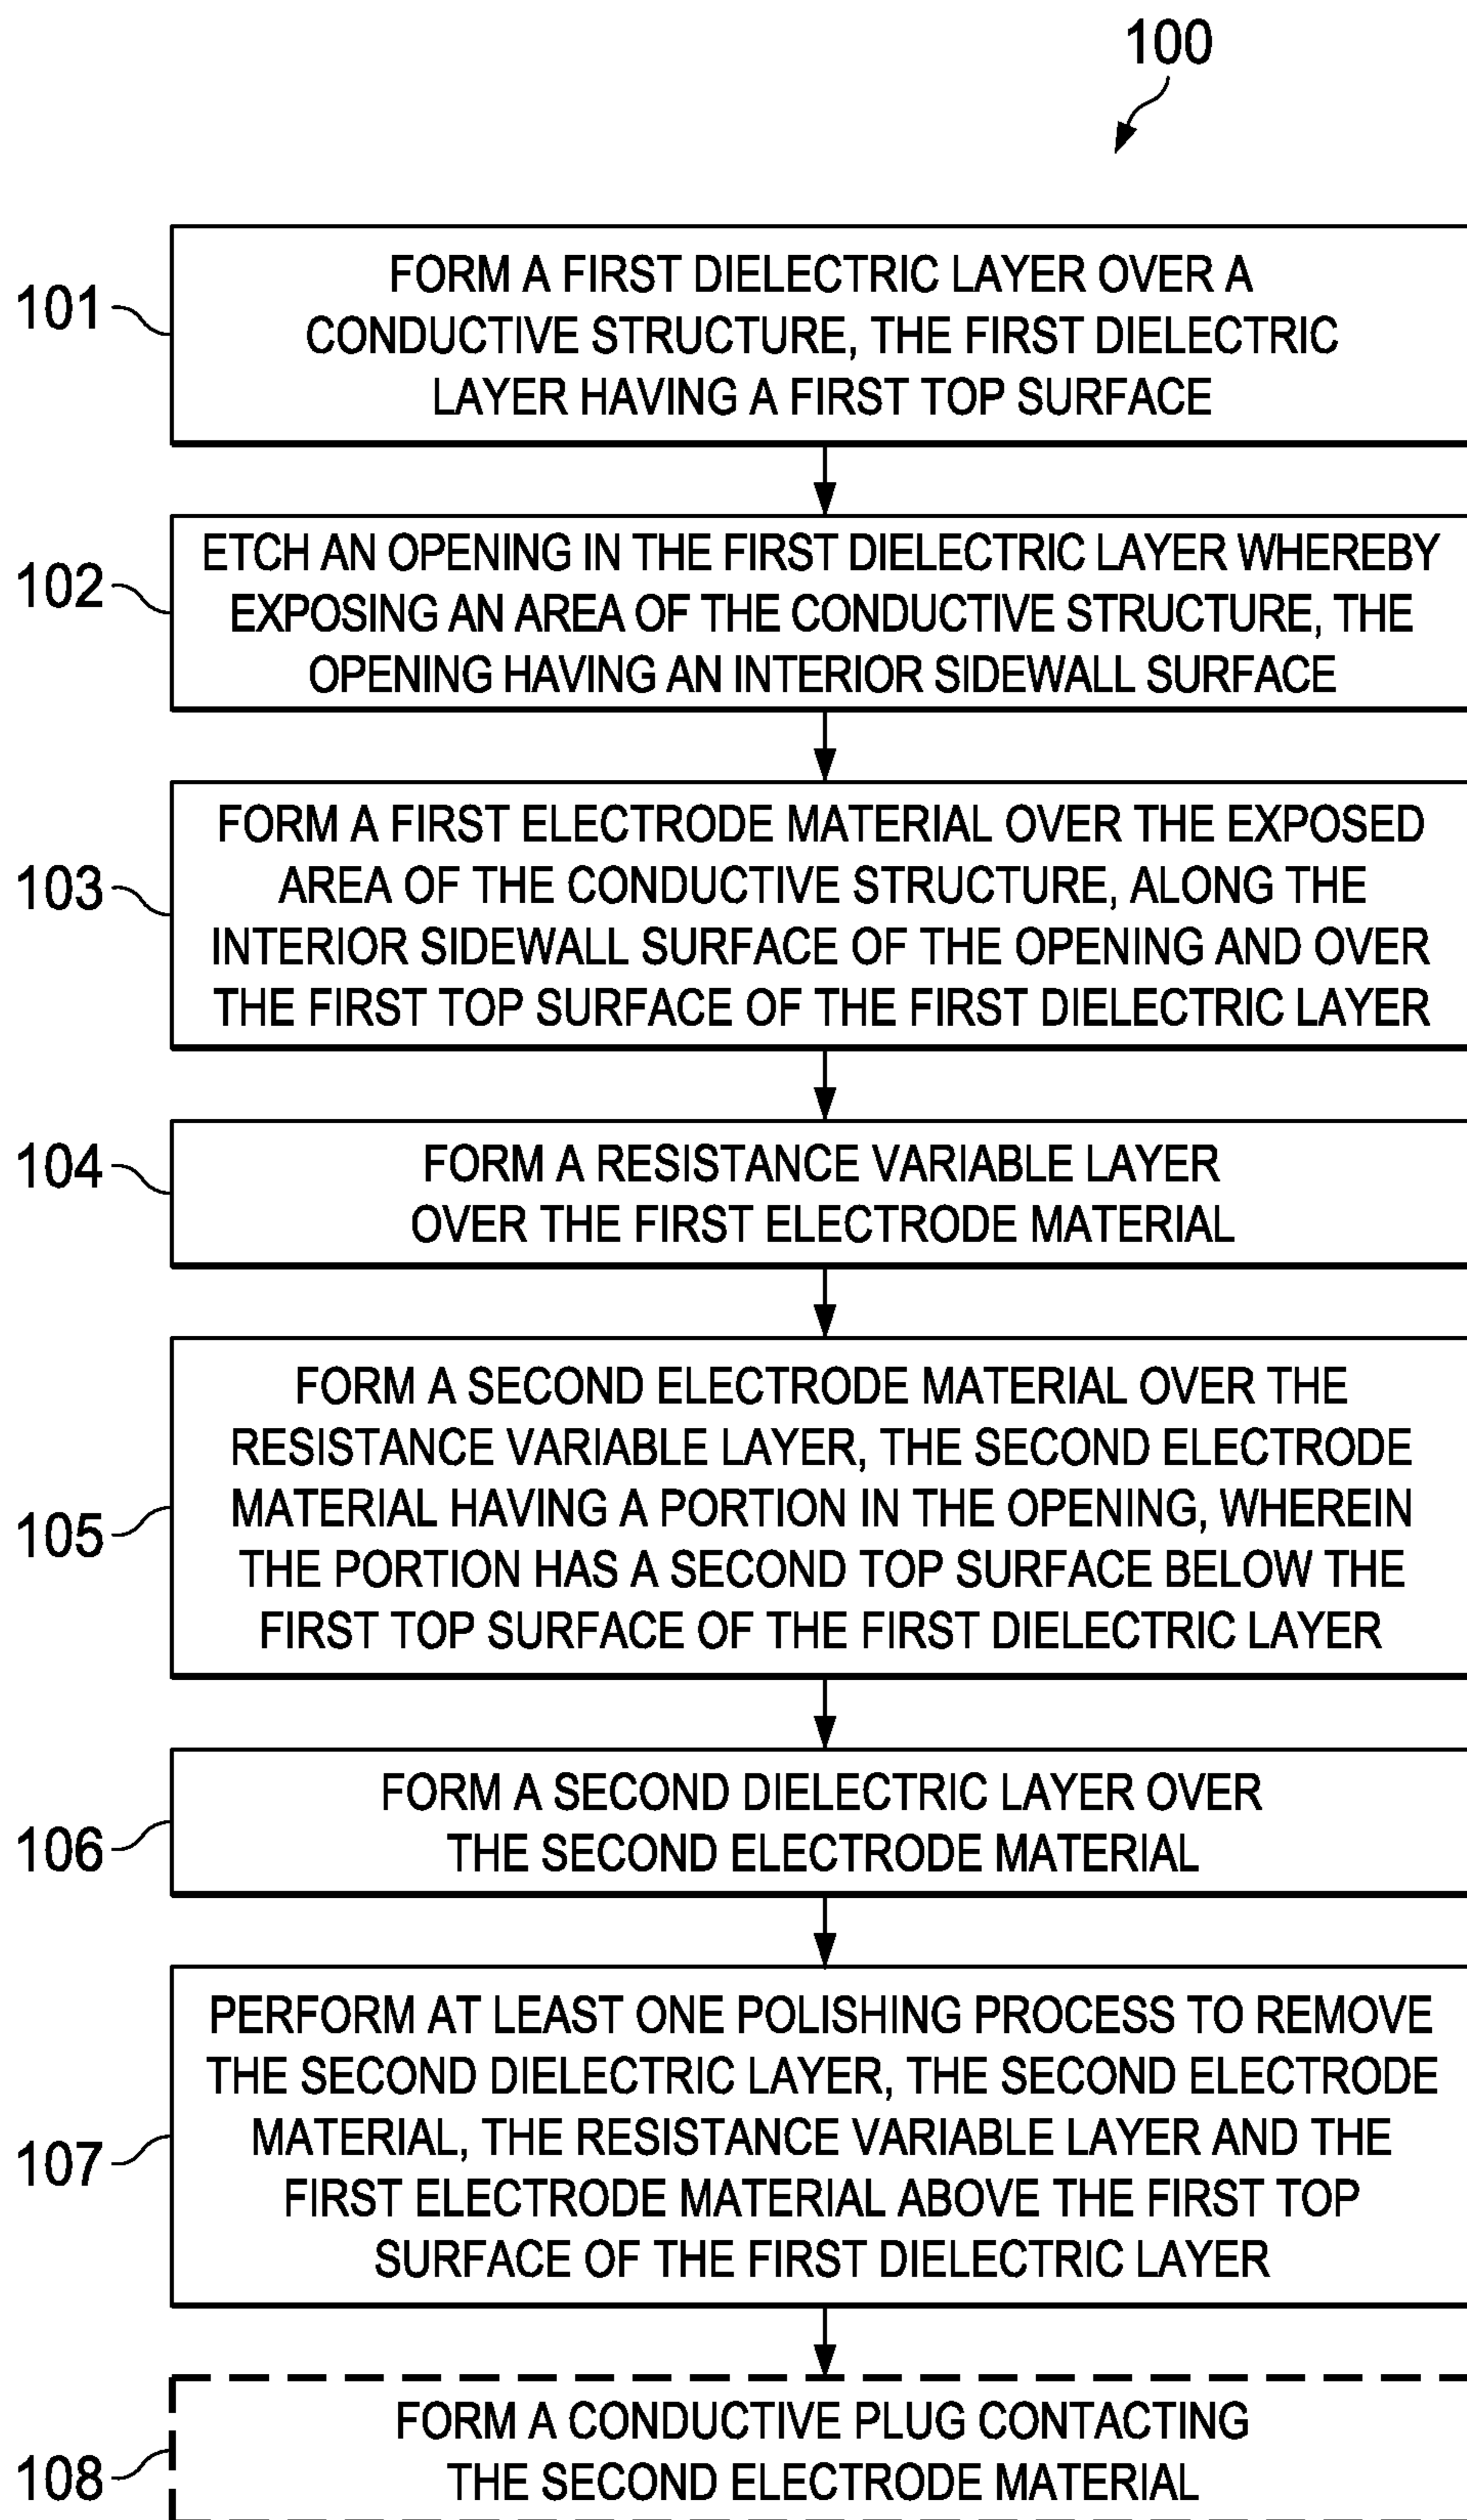 100
101
FORM A FIRST DIELECTRIC LAYER OVER A
CONDUCTIVE STRUCTURE, THE FIRST DIELECTRIC
LAYER HAVING A FIRST TOP SURFACE
102
ETCH AN OPENING IN THE FIRST DIELECTRIC LAYER WHEREBY
EXPOSING AN AREA OF THE CONDUCTIVE STRUCTURE, THE
OPENING HAVING AN INTERIOR SIDEWALL SURFACE
103
FORM A FIRST ELECTRODE MATERIAL OVER THE EXPOSED
AREA OF THE CONDUCTIVE STRUCTURE, ALONG THE
INTERIOR SIDEWALL SURFACE OF THE OPENING AND OVER
THE FIRST TOP SURFACE OF THE FIRST DIELECTRIC LAYER
104
FORM A RESISTANCE VARIABLE LAYER
OVER THE FIRST ELECTRODE MATERIAL
105
FORM A SECOND ELECTRODE MATERIAL OVER THE
RESISTANCE VARIABLE LAYER, THE SECOND ELECTRODE
MATERIAL HAVING A PORTION IN THE OPENING, WHEREIN
THE PORTION HAS A SECOND TOP SURFACE BELOW THE
FIRST TOP SURFACE OF THE FIRST DIELECTRIC LAYER
106
FORM A SECOND DIELECTRIC LAYER OVER
THE SECOND ELECTRODE MATERIAL
107
PERFORM AT LEAST ONE POLISHING PROCESS TO REMOVE
THE SECOND DIELECTRIC LAYER, THE SECOND ELECTRODE
MATERIAL, THE RESISTANCE VARIABLE LAYER AND THE
FIRST ELECTRODE MATERIAL ABOVE THE FIRST TOP
SURFACE OF THE FIRST DIELECTRIC LAYER
108
FORM A CONDUCTIVE PLUG CONTACTING
THE SECOND ELECTRODE MATERIAL